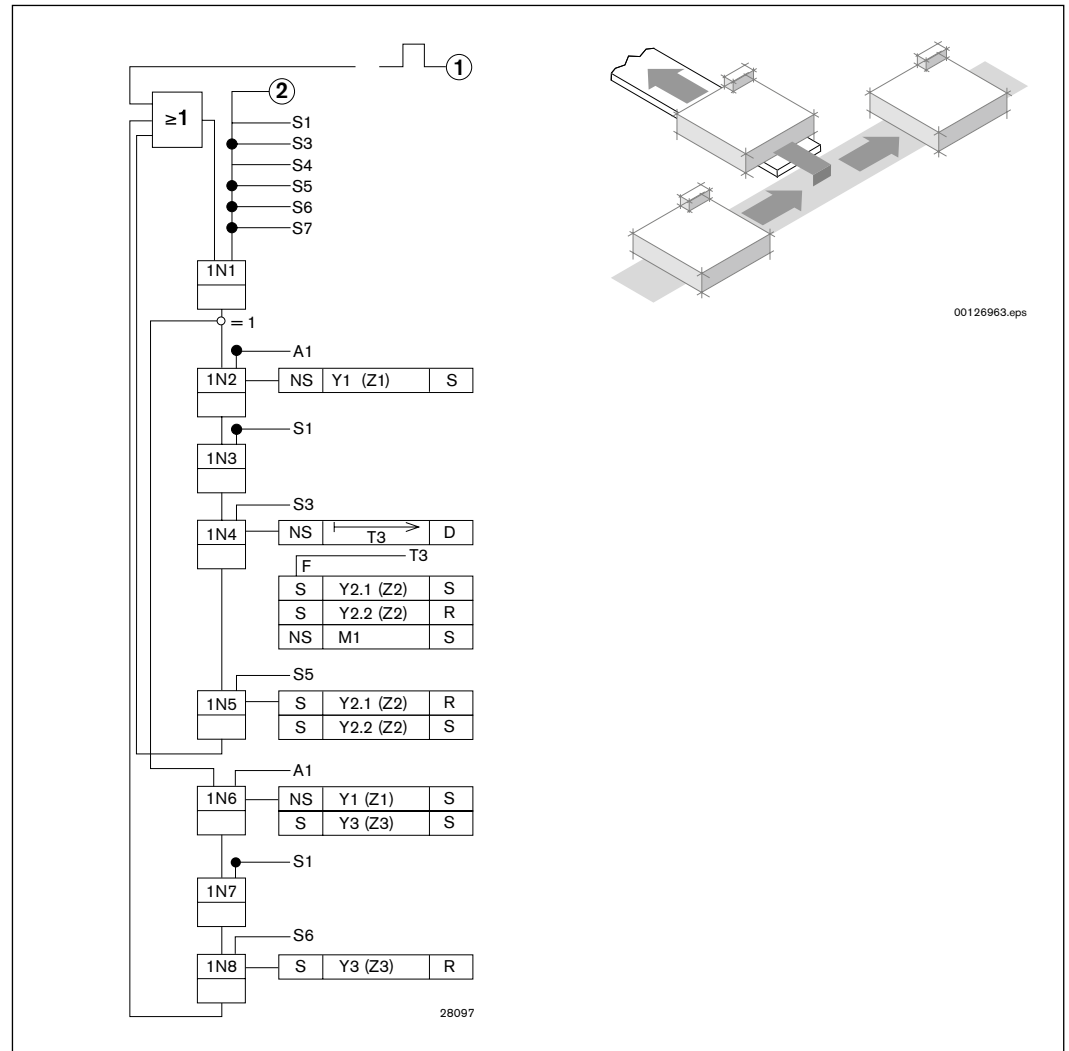 1
2
≥1
S1
S3
S4
S5
S6
S7
1N1
= 1
A1
1N2 NS Y1 (Z1) S
S1
1N3
S3
1N4 NS T3 D
F T3
S Y2.1 (Z2) S
S Y2.2 (Z2) R
NS M1 S
S5
1N5 S Y2.1 (Z2) R
S Y2.2 (Z2) S
A1
1N6 NS Y1 (Z1) S
S Y3 (Z3) S
S1
1N7
S6
1N8 S Y3 (Z3) R
28097
00126963.eps